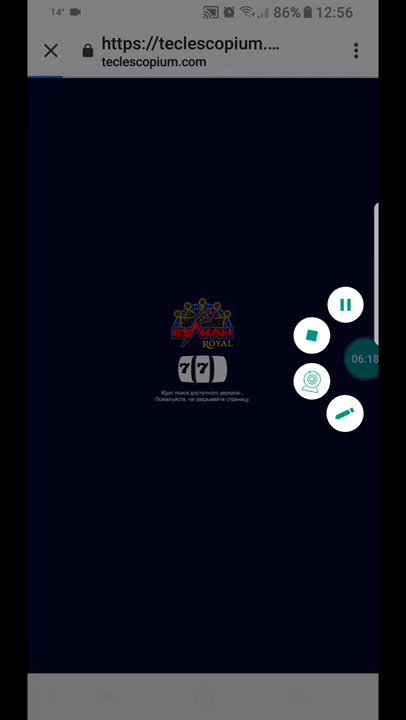 14°
86%
12:56
https://teclescopium....
teclescopium.com
ВУЛКАН
ROYAL
77
Идет поиск доступного зеркала...
Пожалуйста, не закрывайте страницу
06:18